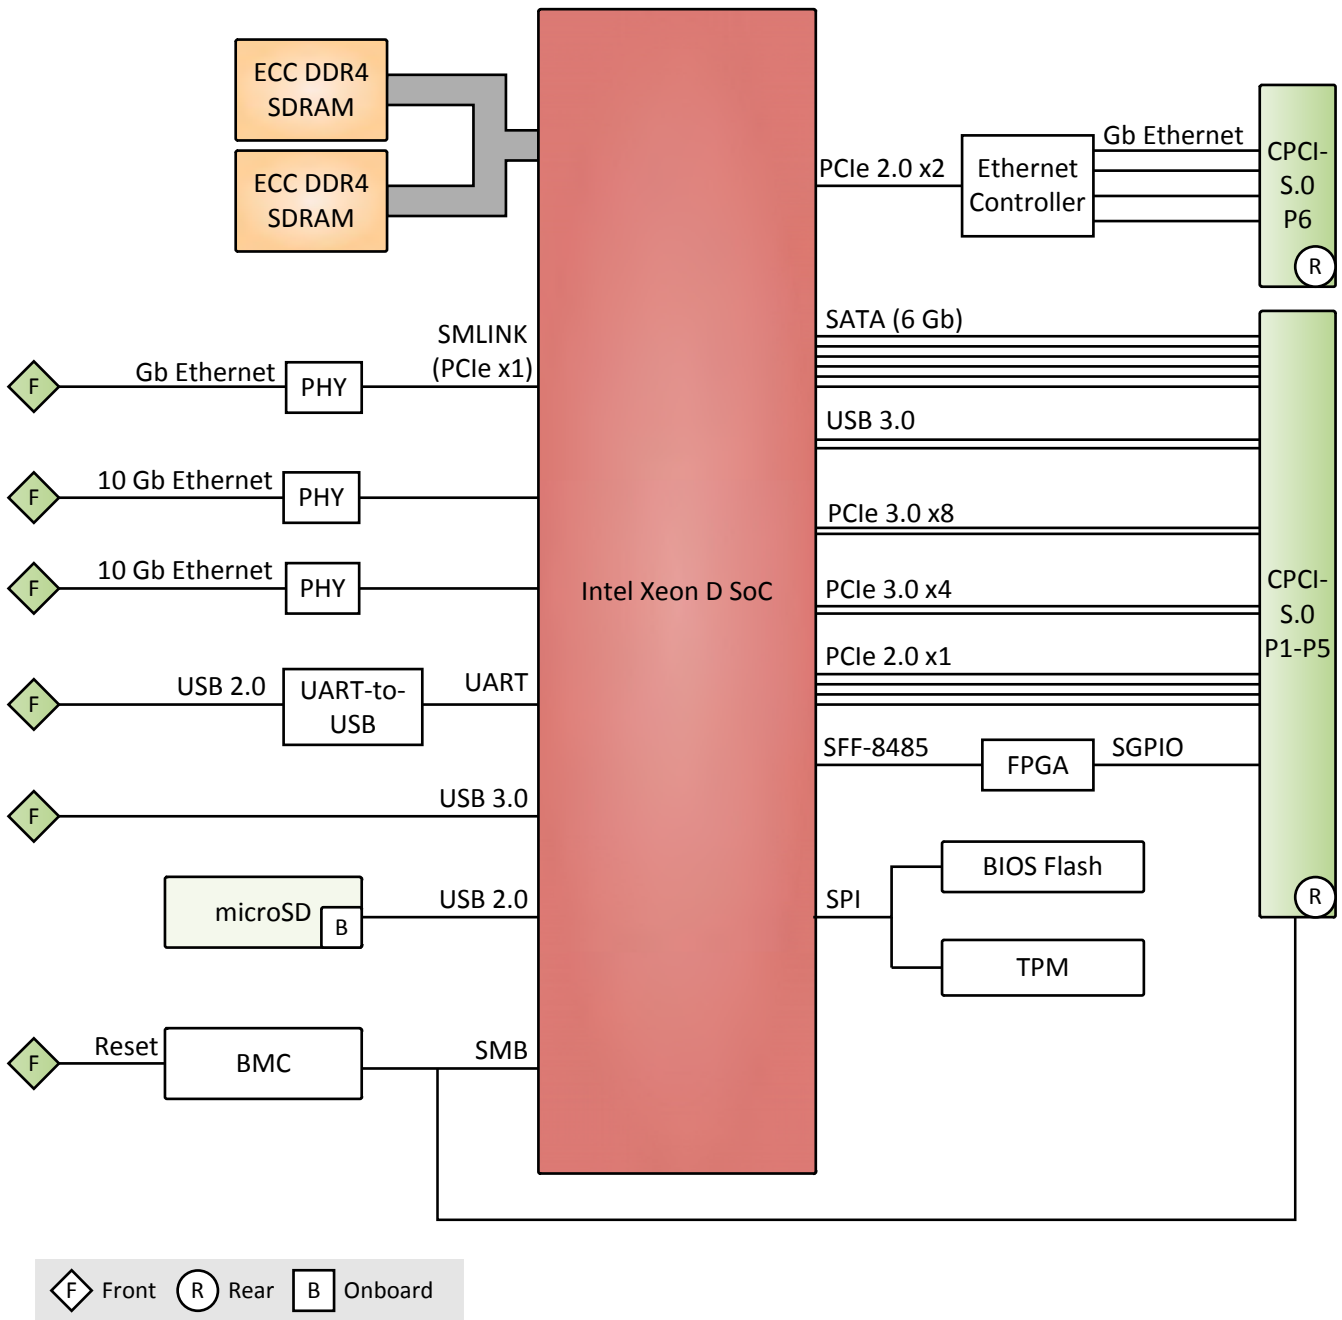 ECC DDR4
SDRAM
ECC DDR4
SDRAM
SMLINK
(PCIe x1)
F
Gb Ethernet
PHY
F
10 Gb Ethernet
PHY
F
10 Gb Ethernet
PHY
F
USB 2.0
UART-to-
USB
UART
F
USB 3.0
microSD
B
USB 2.0
F
Reset
BMC
SMB
Intel Xeon D SoC
PCIe 2.0 x2
Ethernet
Controller
Gb Ethernet
CPCI-
S.0
P6
R
SATA (6 Gb)
USB 3.0
PCIe 3.0 x8
PCIe 3.0 x4
PCIe 2.0 x1
SFF-8485
FPGA
SGPIO
CPCI-
S.0
P1-P5
R
SPI
BIOS Flash
TPM
F Front R Rear B Onboard